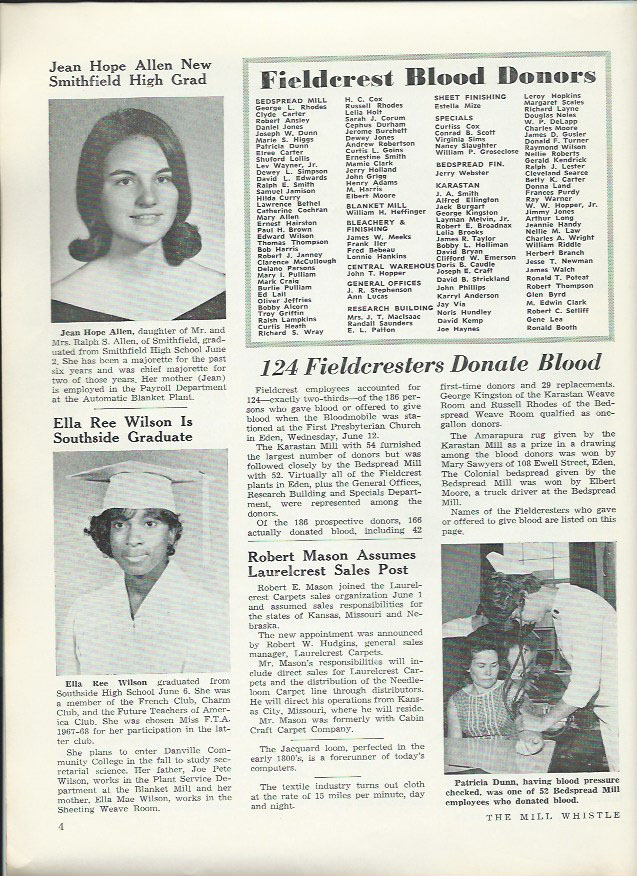 Jean Hope Allen New
Smithfield High Grad
Jean Hope Allen, daughter of Mr. and
Mrs. Ralph S. Allen, of Smithfield, grad-
uated from Smithfield High School June
2. She has been a majorette for the past
six years and was chief majorette for
two of those years. Her mother (Jean)
is employed in the Payroll Department
at the Automatic Blanket Plant.
Ella Ree Wilson Is
Southside Graduate
Ella Ree Wilson graduated from
Southside High School June 6. She was
a member of the French Club, Charm
Club, and the Future Teachers of Amer-
ica Club. She was chosen Miss F.T.A.
1967-68 for her participation in the lat-
ter club.
She plans to enter Danville Com-
munity College in the fall to study sec-
retarial science. Her father, Joe Pete
Wilson, works in the Plant Service De-
partment at the Blanket Mill and her
mother, Ella Mae Wilson, works in the
Sheeting Weave Room.
Fieldcrest Blood Donors
BEDSPREAD MILL
George L. Rhodes
Clyde Carter
Robert Ansley
Daniel Jones
Joseph W. Dunn
Marie S. Higgs
Patricia Dunn
Elree Carter
Shuford Lollis
Lev Wayner, Jr.
Dewey L. Simpson
David L. Edwards
Ralph E. Smith
Samuel Jamison
Hilda Curry
Lawrence Bethel
Catherine Cochran
Mary Allen
Ernest Hairston
Paul H. Brown
Edward Wilson
Thomas Thompson
Bob Harris
Robert J. Janney
Clarence McCullough
Delano Parsons
Mary I. Pulliam
Mark Craig
Burlie Pulliam
Ed Lail
Oliver Jeffries
Bobby Alcorn
Troy Griffin
Ralph Lampkins
Curtis Heath
Richard S. Wray
H. C. Cox
Russell Rhodes
Leila Holt
Sarah J. Corum
Cephus Durham
Jerome Burchell
Dewey Jones
Andrew Robertson
Curtis L. Goins
Ernestine Smith
Mamie Clark
Jerry Holland
John Grigg
Henry Adams
M. Harris
Elbert Moore
BLANKET MILL
William H. Heffinger
BLEACHERY &
FINISHING
James W. Meeks
Frank Iler
Fred Bebeau
Lonnie Hankins
CENTRAL WAREHOUSE
John T. Hopper
GENERAL OFFICES
J. R. Stephenson
Ann Lucas
RESEARCH BUILDING
Mrs. J. T. MacIsaac
Randall Saunders
E. L. Patton
SHEET FINISHING
Estella Mize
SPECIALS
Curtiss Cox
Conrad B. Scott
Virginia Sims
Nancy Slaughter
William P. Groseclose
BEDSPREAD FIN.
Jerry Webster
KARASTAN
J. A. Smith
Alfred Ellington
Jack Burgart
George Kingston
Layman Melvin, Jr.
Robert E. Broadnax
Lelia Brooks
James R. Taylor
Bobby L. Holliman
David Bryan
Clifford W. Emerson
Doris B. Caudle
Joseph E. Craft
David B. Strickland
John Phillips
Karryl Anderson
Jay Via
Noris Hundley
David Kemp
Joe Haynes
Leroy Hopkins
Margaret Scales
Richard Layne
Douglas Noles
W. P. DeLapp
Charles Moore
James D. Gusler
Donald F. Turner
Raymond Wilson
Nellie Roberts
Gerald Kendrick
Ralph J. Lester
Cleveland Searce
Betty K. Carter
Donna Land
Frances Purdy
Ray Warner
W. W. Hopper, Jr.
Jimmy Jones
Arthur Long
Jeannie Handy
Nellie M. Law
Charles A. Wright
William Riddle
Herbert Branch
Jesse T. Newman
James Walch
Ronald T. Poteat
Robert Thompson
Glen Byrd
M. Edwin Clark
Robert C. Setliff
Gene Lea
Ronald Booth
124 Fieldcresters Donate Blood
Fieldcrest employees accounted for
124—exactly two-thirds—of the 186 per-
sons who gave blood or offered to give
blood when the Bloodmobile was sta-
tioned at the First Presbyterian Church
in Eden, Wednesday, June 12.
The Karastan Mill with 54 furnished
the largest number of donors but was
followed closely by the Bedspread Mill
with 52. Virtually all of the Fieldcrest
plants in Eden, plus the General Offices,
Research Building and Specials Depart-
ment, were represented among the
donors.
Of the 186 prospective donors, 166
actually donated blood, including 42
first-time donors and 29 replacements.
George Kingston of the Karastan Weave
Room and Russell Rhodes of the Bed-
spread Weave Room qualfied as one-
gallon donors.
The Amarapura rug given by the
Karastan Mill as a prize in a drawing
among the blood donors was won by
Mary Sawyers of 108 Ewell Street, Eden,
The Colonial bedspread given by the
Bedspread Mill was won by Elbert
Moore, a truck driver at the Bedspread
Mill.
Names of the Fieldcresters who gave
or offered to give blood are listed on this
page.
Robert Mason Assumes
Laurelcrest Sales Post
Robert E. Mason joined the Laurel-
crest Carpets sales organization June 1
and assumed sales responsibilities for
the states of Kansas, Missouri and Ne-
braska.
The new appointment was announced
by Robert W. Hudgins, general sales
manager, Laurelcrest Carpets.
Mr. Mason's responsibilities will in-
clude direct sales for Laurelcrest Car-
pets and the distribution of the Needle-
loom Carpet line through distributors.
He will direct his operations from Kans-
as City, Missouri, where he will reside.
Mr. Mason was formerly with Cabin
Craft Carpet Company.
The Jacquard loom, perfected in the
early 1800's, is a forerunner of today's
computers.
The textile industry turns out cloth
at the rate of 15 miles per minute, day
and night.
Patricia Dunn, having blood pressure
checked, was one of 52 Bedspread Mill
employees who donated blood.
4
THE MILL WHISTLE